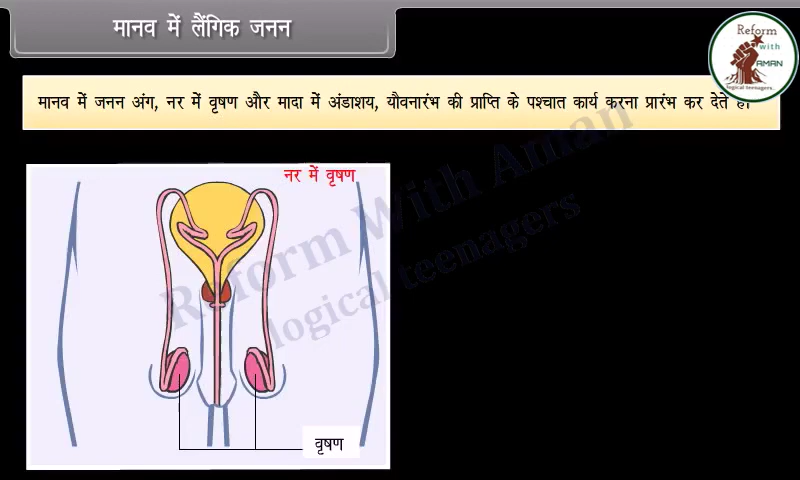 मानव में लैंगिक जनन
Reform
with
AMAN
logical teenagers.
मानव में जनन अंग, नर में वृषण और मादा में अंडाशय, यौवनारंभ की प्राप्ति के पश्चात कार्य करना प्रारंभ कर देते हैं।
नर में वृषण
Reform With Aman
logical teenagers
वृषण